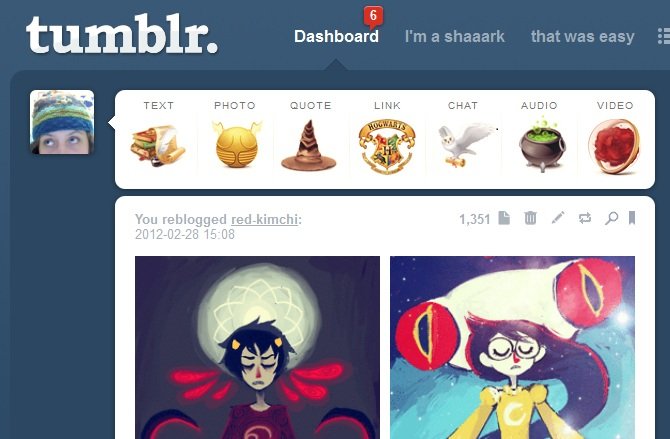 tumblr.
6
Dashboard
I'm a shaaark
that was easy
TEXT
PHOTO
QUOTE
LINK
CHAT
AUDIO
VIDEO
HOGWARTS
You reblogged red-kimchi:
1,351
2012-02-28 15:08